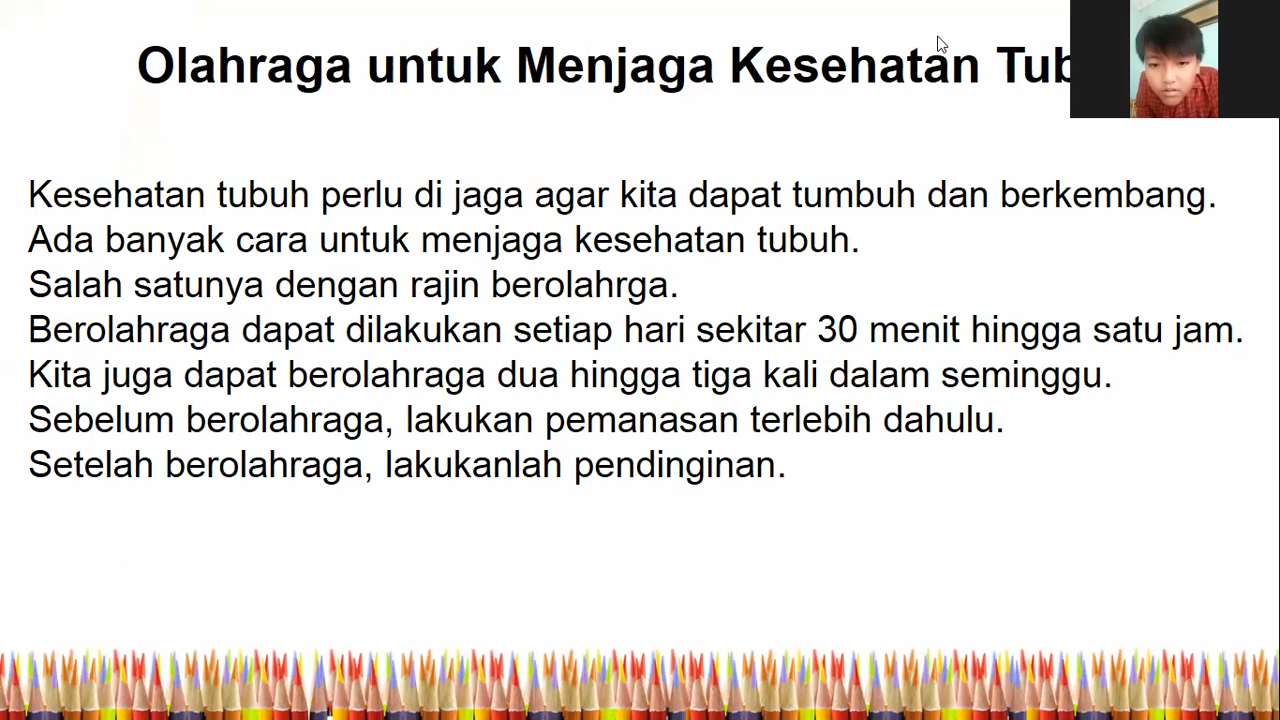 Olahraga untuk Menjaga Kesehatan
Kesehatan tubuh perlu di jaga agar kita dapat tumbuh dan berkembang.
Ada banyak cara untuk menjaga kesehatan tubuh.
Salah satunya dengan rajin berolahrga.
Berolahraga dapat dilakukan setiap hari sekitar 30 menit hingga satu jam.
Kita juga dapat berolahraga dua hingga tiga kali dalam seminggu.
Sebelum berolahraga, lakukan pemanasan terlebih dahulu.
Setelah berolahraga, lakukanlah pendinginan.